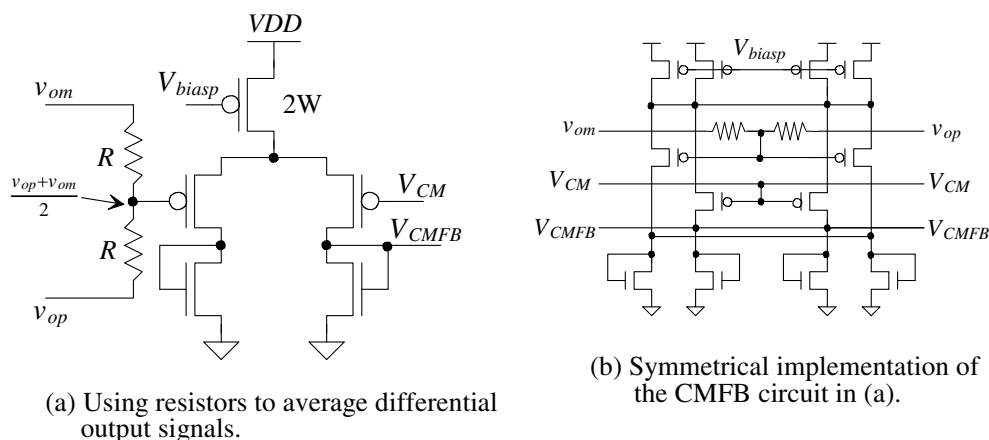 VDD
V_biasp
2W
v_om
R
v_op+v_om
2
R
v_op
V_CM
V_CMFB
(a) Using resistors to average differential
output signals.
V_biasp
v_om
v_op
V_CM
V_CM
V_CMFB
V_CMFB
(b) Symmetrical implementation of
the CMFB circuit in (a).